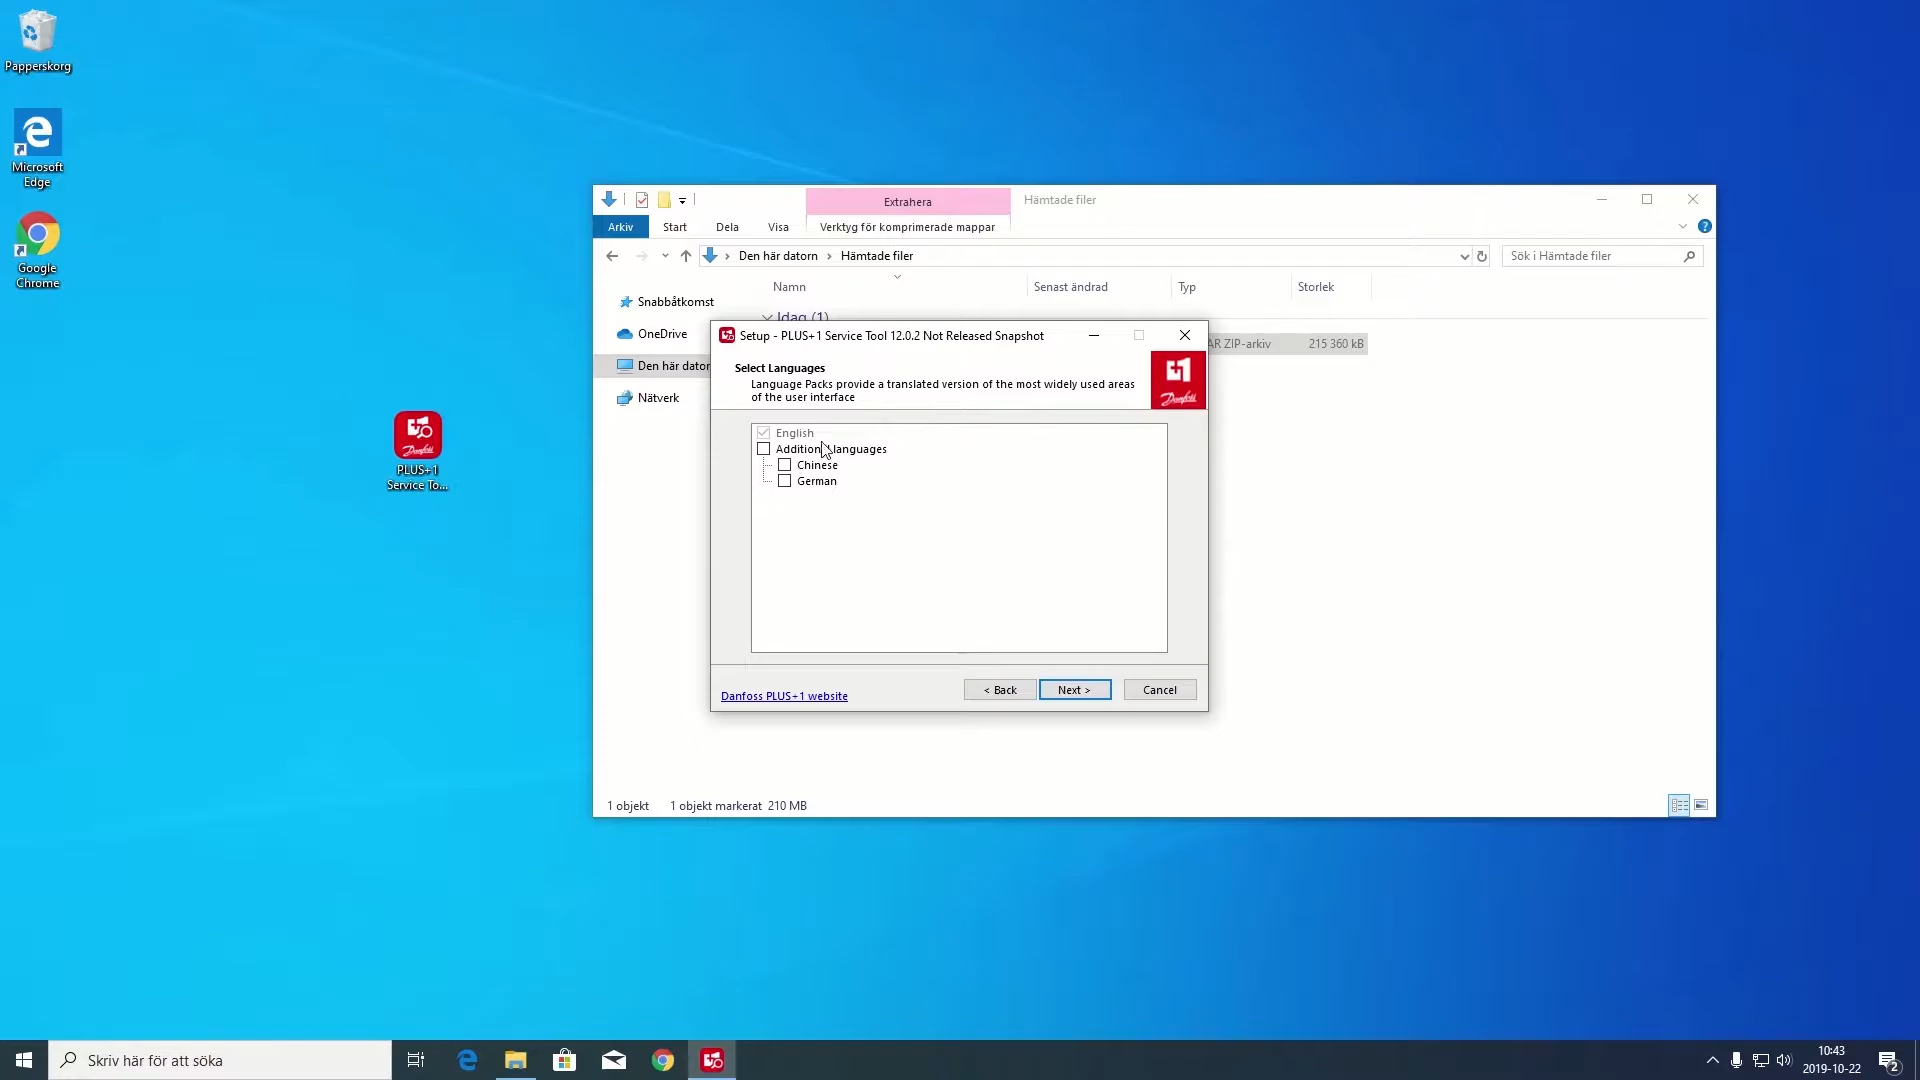 Papperskorg
Microsoft
Edge
Google
Chrome
PLUS+1
Service To...
Extrahera
Hämtade filer
Arkiv
Start
Dela
Visa
Verktyg för komprimerade mappar
Den här datorn > Hämtade filer
Sök i Hämtade filer
Namn
Senast ändrad
Typ
Storlek
Snabbåtkomst
Idag (1)
OneDrive
AR ZIP-arkiv
215 360 kB
Den här dator
Nätverk
Setup - PLUS+1 Service Tool 12.0.2 Not Released Snapshot
Select Languages
Language Packs provide a translated version of the most widely used areas
of the user interface
Danfoss
English
Additional languages
Chinese
German
Danfoss PLUS+1 website
< Back
Next >
Cancel
1 objekt
1 objekt markerat 210 MB
Skriv här för att söka
10:43
2019-10-22
2